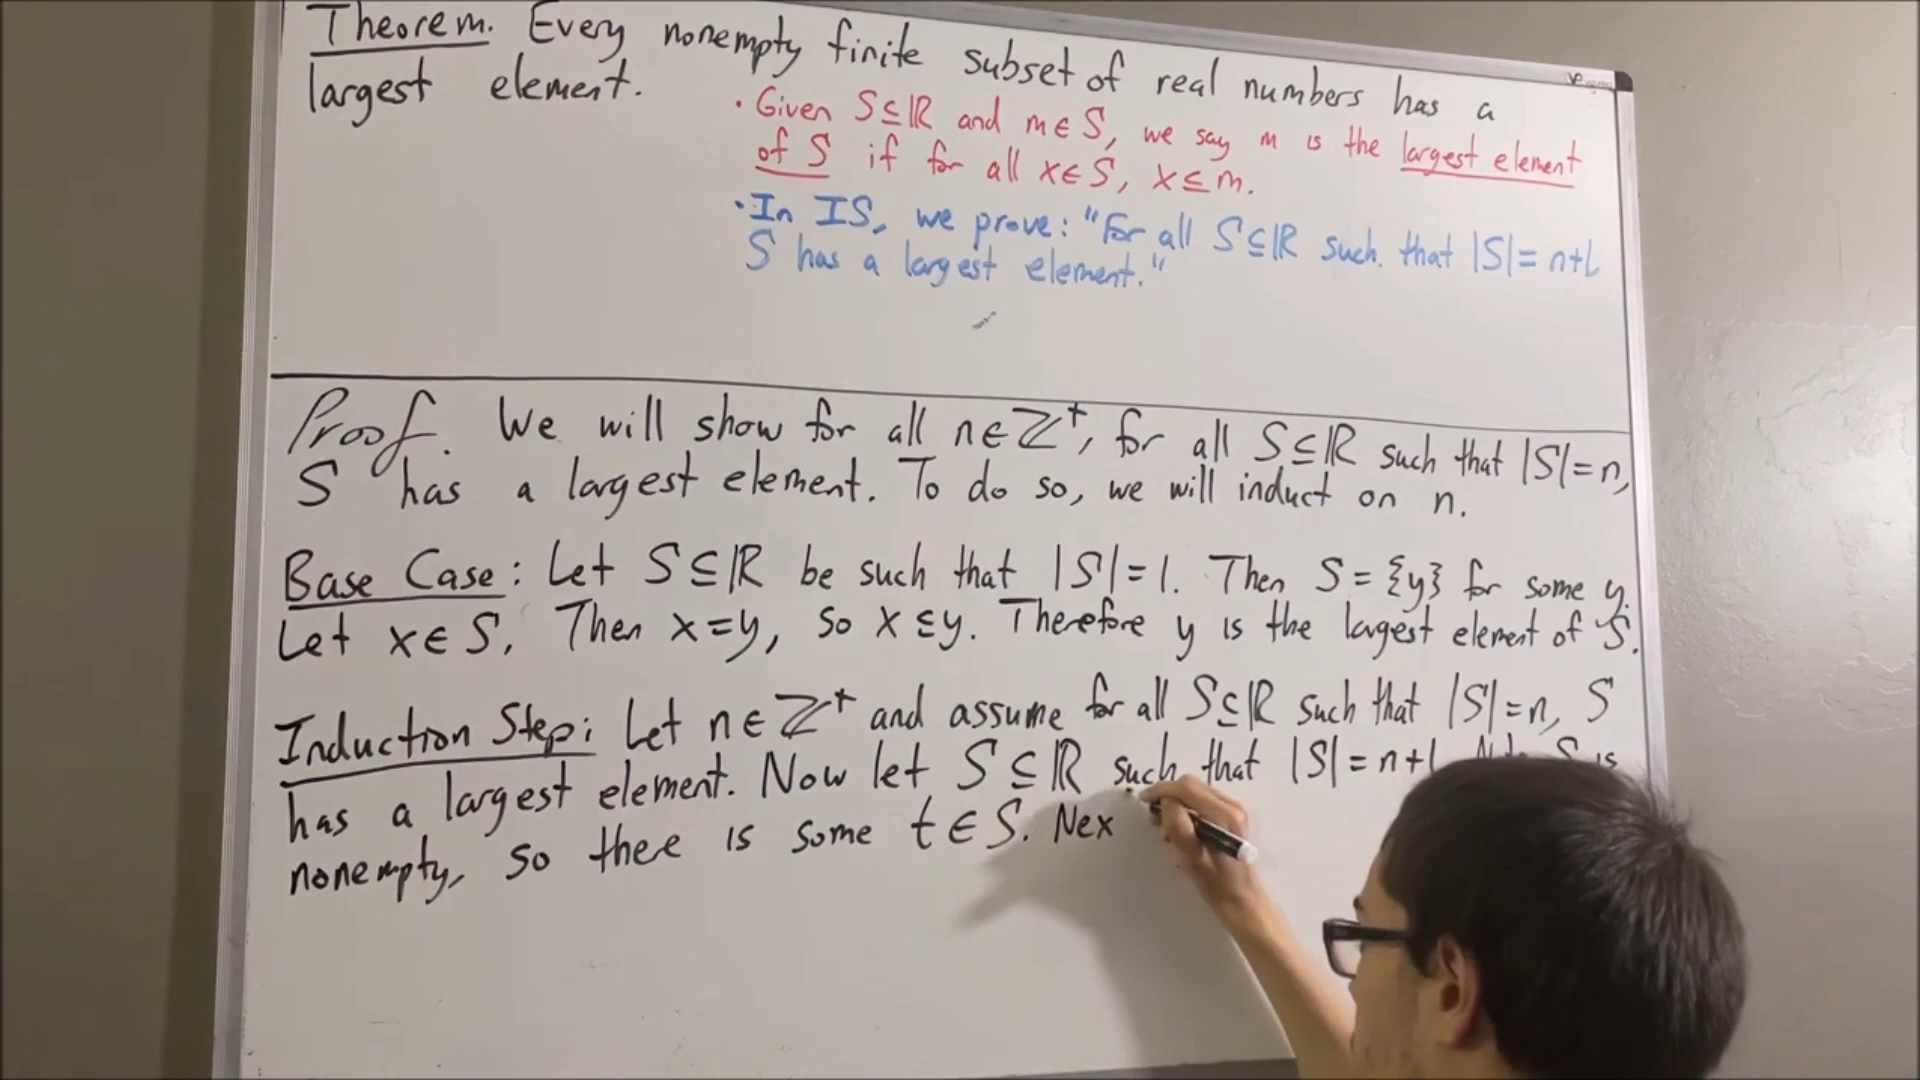 Theorem. Every nonempty finite subset of real numbers has a
largest element.
• Given S⊆ℝ and m∈S, we say m is the largest element
of S if for all x∈S, x≤m.
• In IS, we prove: "For all S⊆ℝ such that |S|=n+1
S has a largest element."
Proof. We will show for all n∈ℤ⁺, for all S⊆ℝ such that |S|=n,
S has a largest element. To do so, we will induct on n.
Base Case: Let S⊆ℝ be such that |S|=1. Then S={y} for some y.
Let x∈S. Then x=y, so x≤y. Therefore y is the largest element of S.
Induction Step: Let n∈ℤ⁺ and assume for all S⊆ℝ such that |S|=n, S
has a largest element. Now let S⊆ℝ such that |S|=n+1 S is
nonempty, so there is some t∈S. Nex